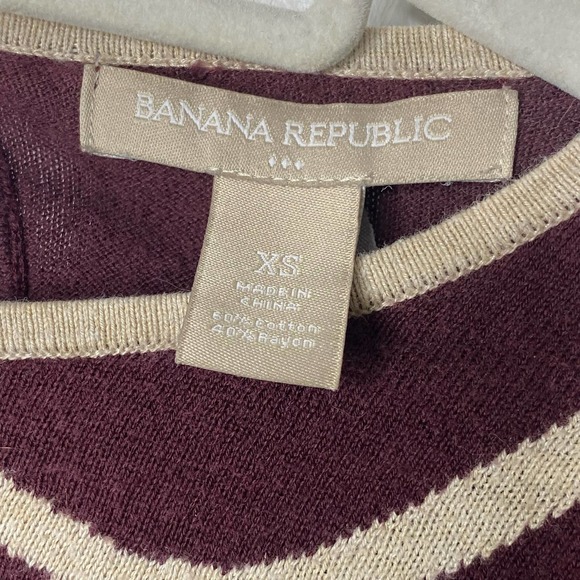 BANANA REPUBLIC
XS
MADE IN
CHINA
60% Cotton
40% Rayon